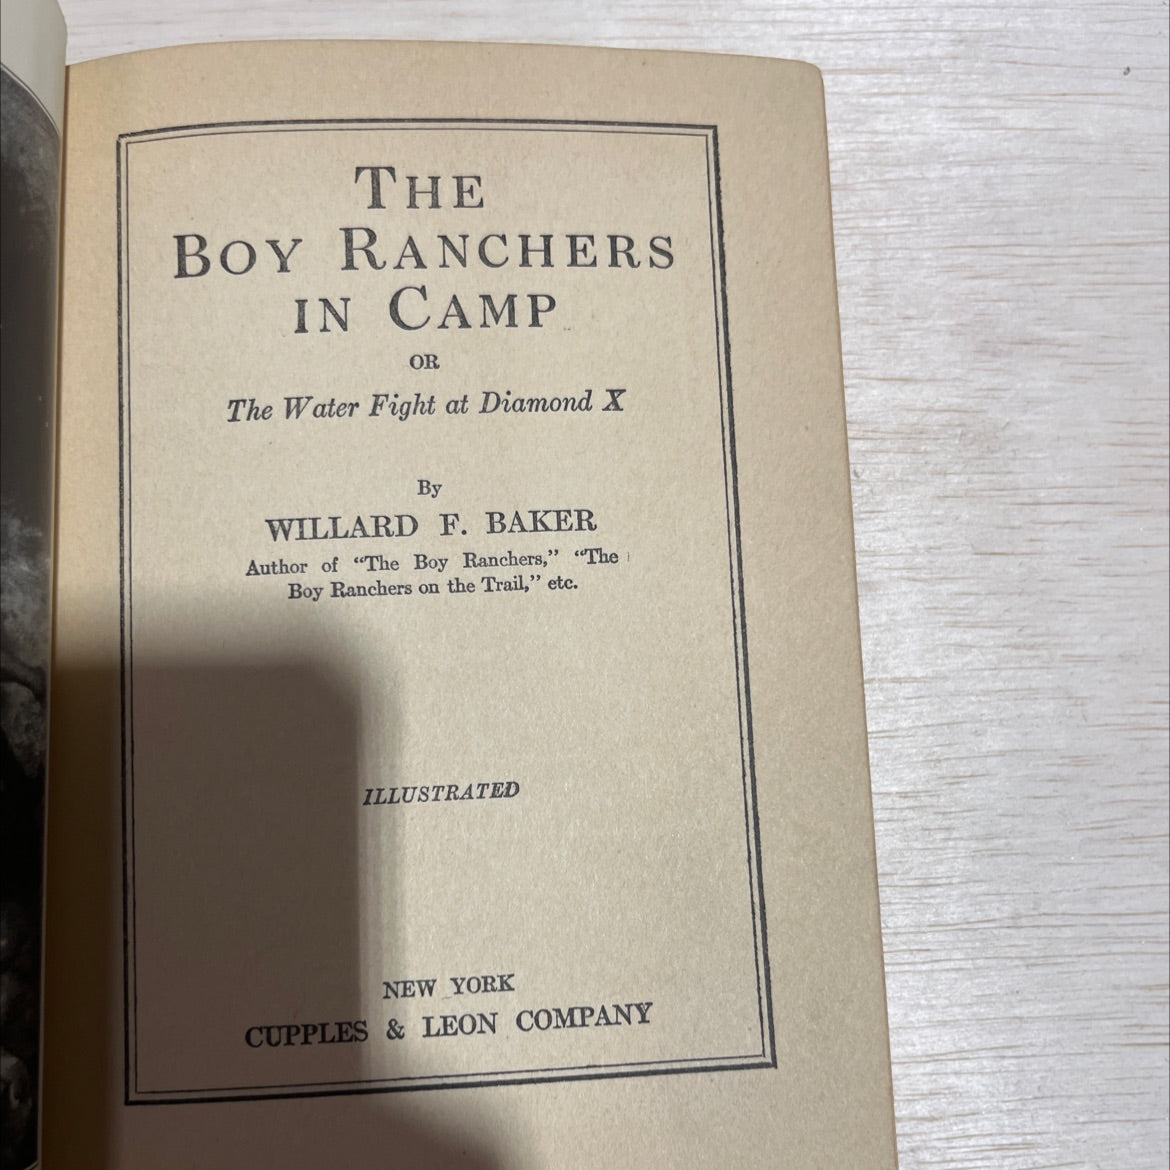 THE
BOY RANCHERS
IN CAMP
OR
The Water Fight at Diamond X
By
WILLARD F. BAKER
Author of “The Boy Ranchers,” “The
Boy Ranchers on the Trail,” etc.
ILLUSTRATED
NEW YORK
CUPPLES & LEON COMPANY